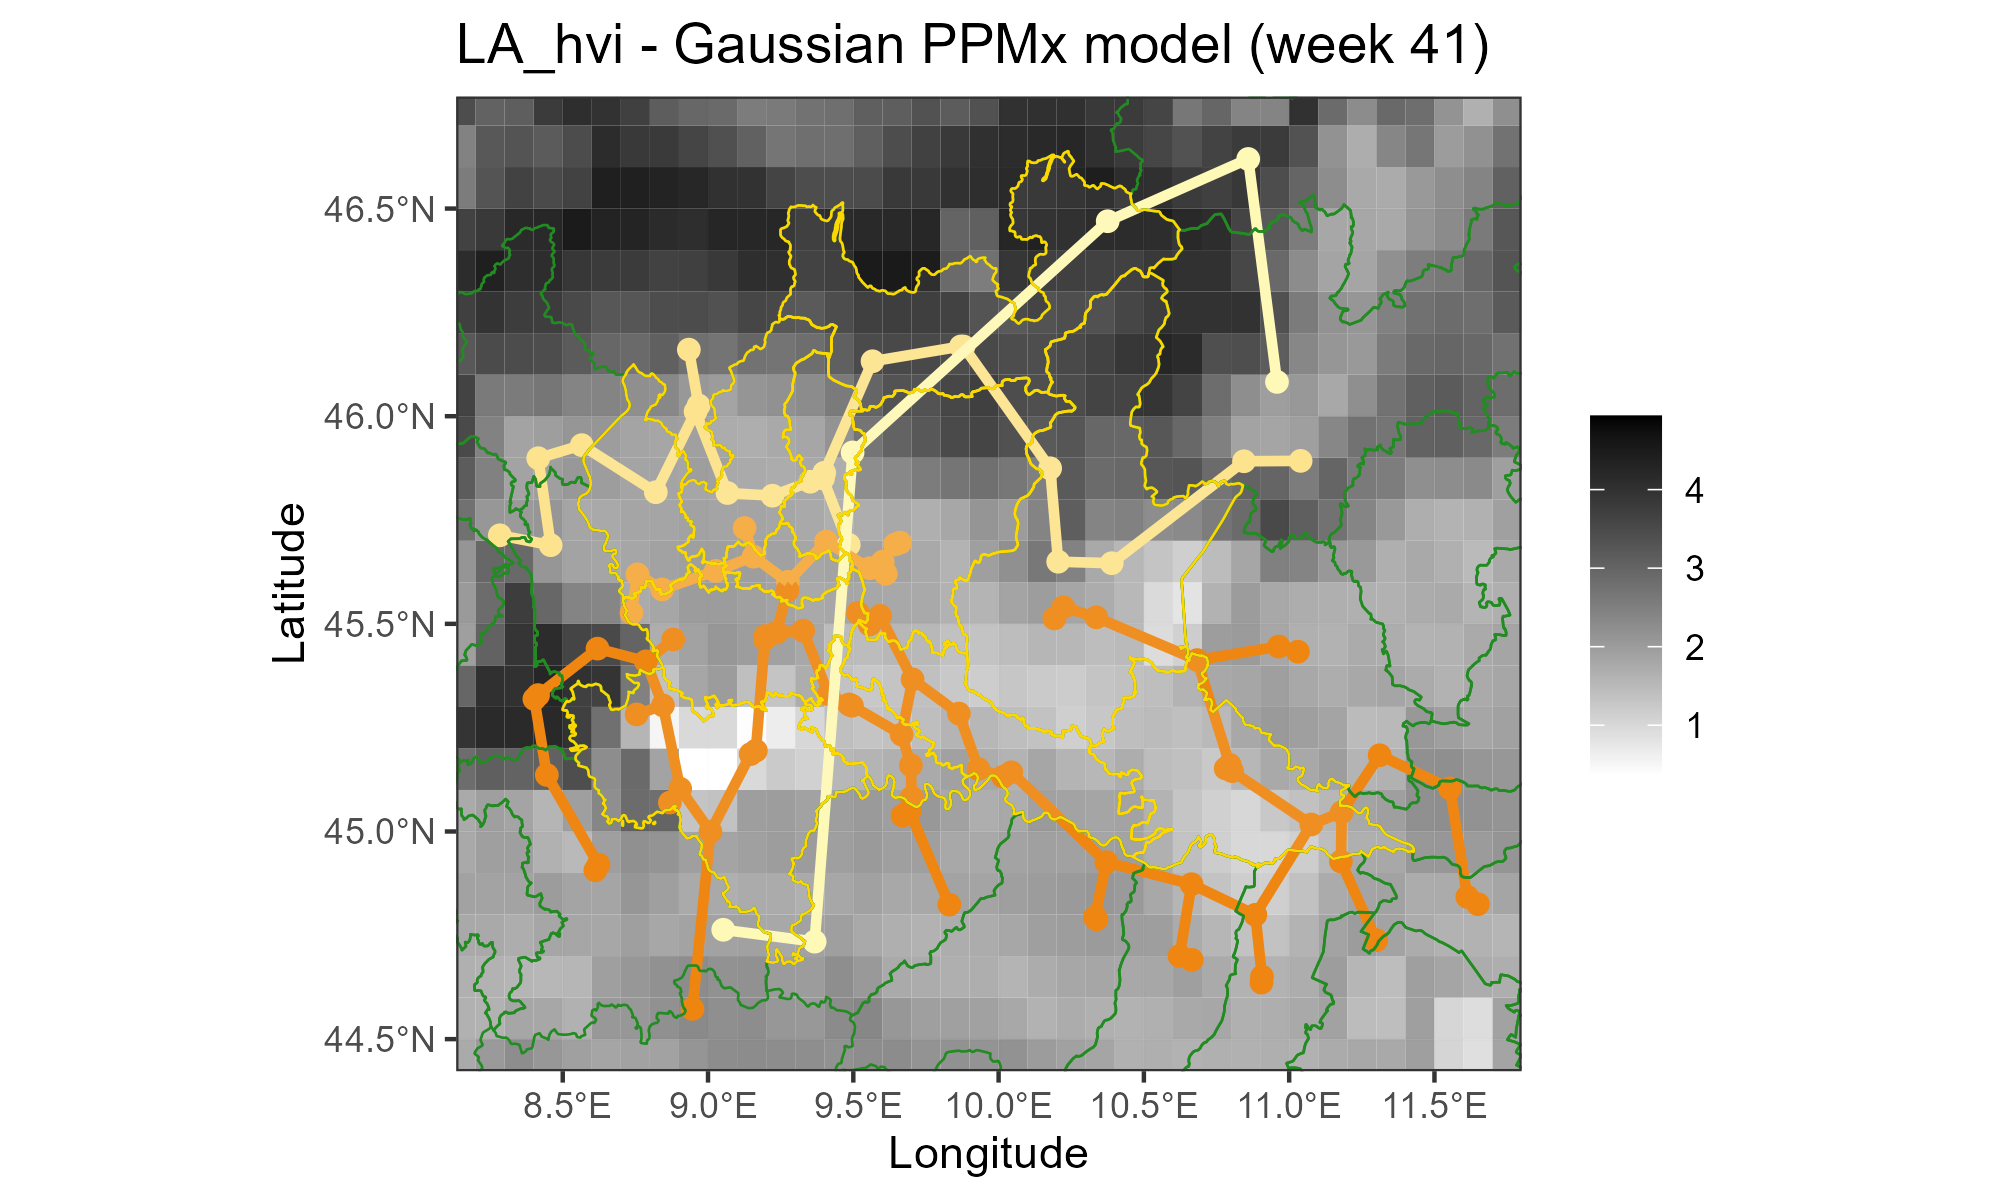 LA_hvi - Gaussian PPMx model (week 41)
Latitude
46.5°N
46.0°N
45.5°N
45.0°N
44.5°N
8.5°E 9.0°E 9.5°E 10.0°E 10.5°E 11.0°E 11.5°E
Longitude
4
3
2
1